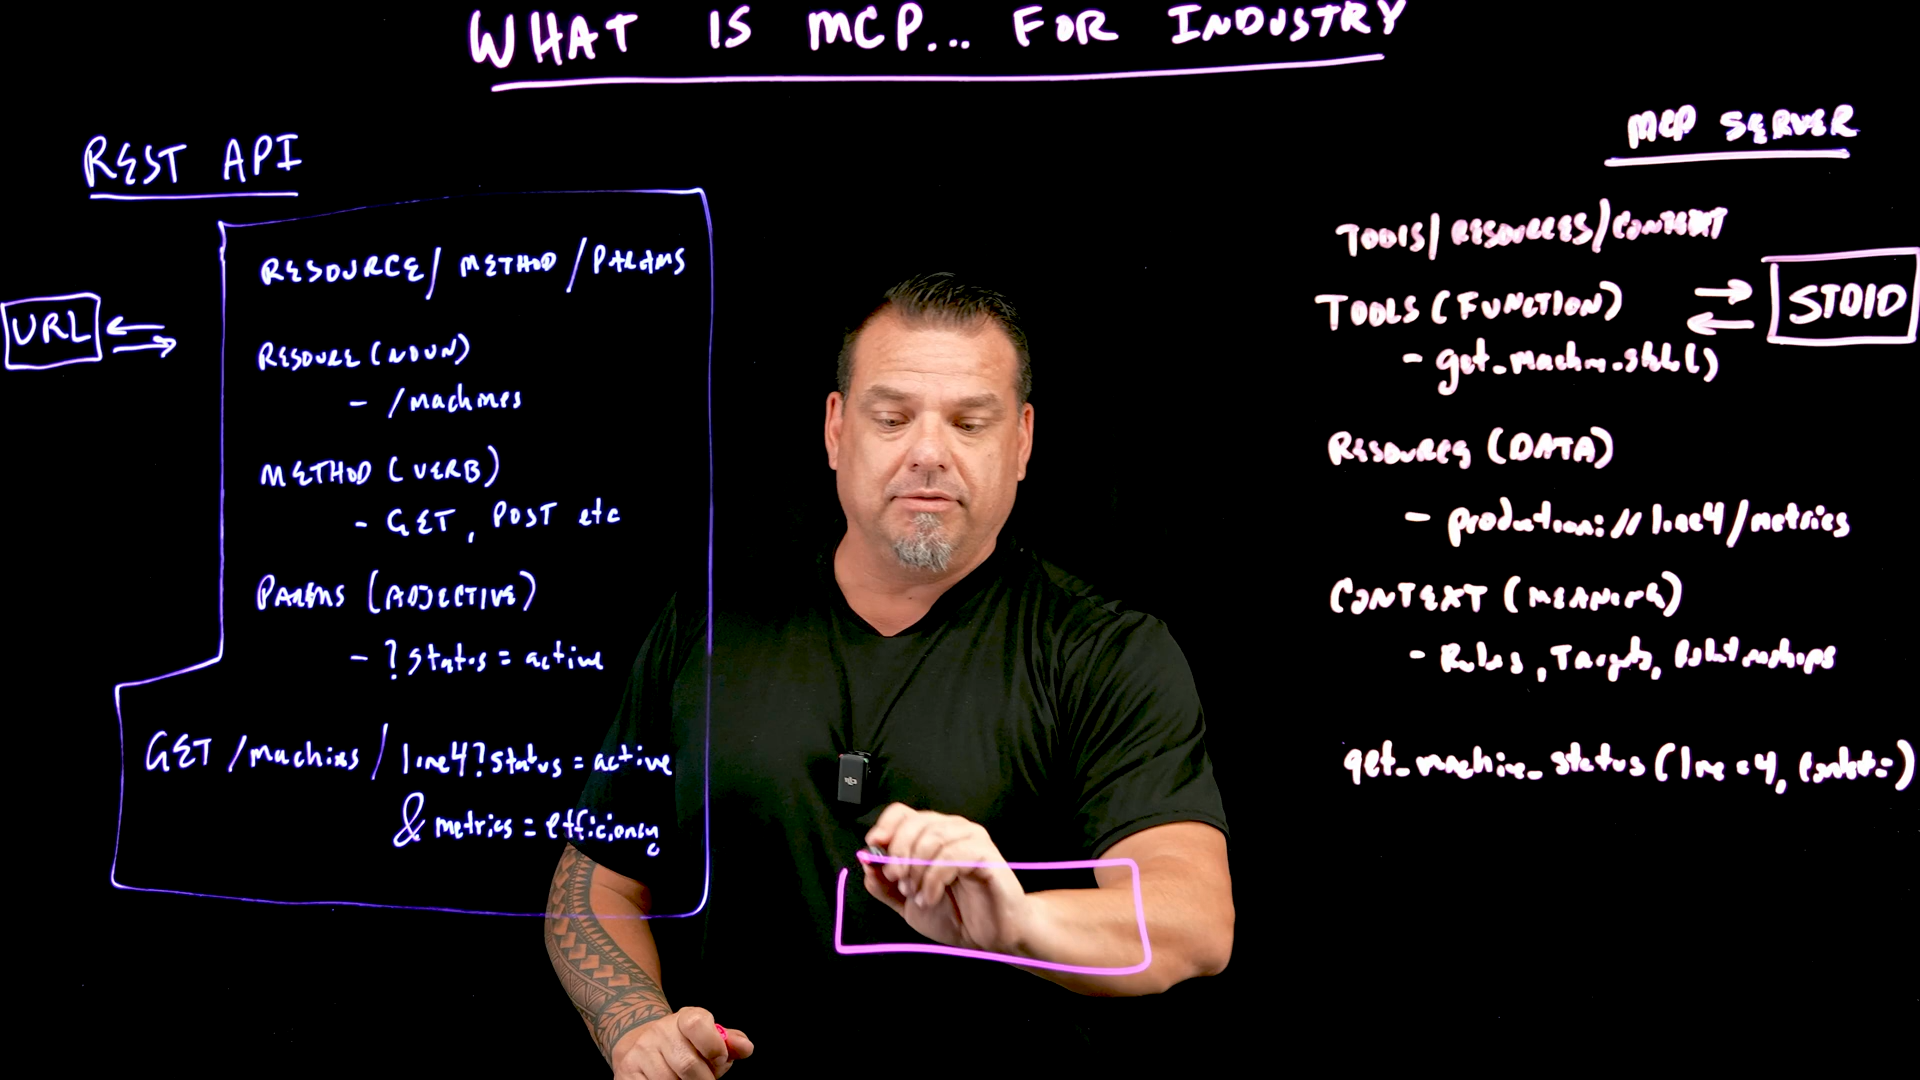 WHAT IS MCP... FOR INDUSTRY
REST API
URL
RESOURCE/ METHOD / PARAMS
RESOURE (NOUN)
- /machines
METHOD (VERB)
- GET, POST etc
PARAMS (ADJECTIVE)
- ?status = active
GET /machines/line4?status = active
& metrics = efficiency
MCP SERVER
TOOLS/RESOURCES/CONTEXT
TOOLS (FUNCTION)
STDIO
RESOURCES (DATA)
- production://line4/metrics
CONTEXT (MEANING)
- Rules, Targets, Relationships
get_machine_status (line 4,
dji